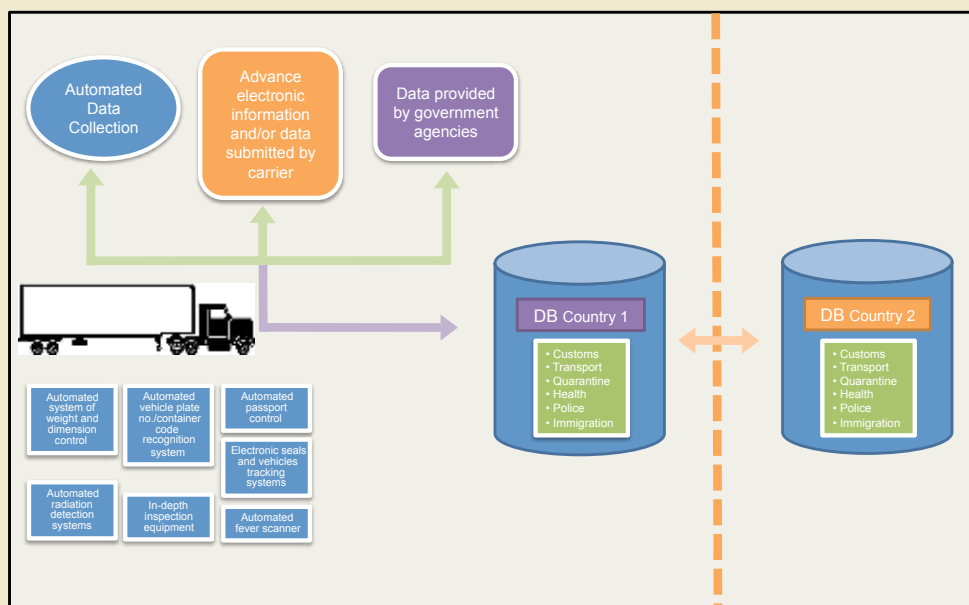 Automated
Data
Collection
Advance
electronic
information
and/or data
submitted by
carrier
Data provided
by government
agencies
DB Country 1
• Customs
• Transport
• Quarantine
• Health
• Police
• Immigration
DB Country 2
• Customs
• Transport
• Quarantine
• Health
• Police
• Immigration
Automated
system of
weight and
dimension
control
Automated
vehicle plate
no./container
code
recognition
system
Automated
passport
control
Electronic seals
and vehicles
tracking
systems
Automated
radiation
detection
systems
In-depth
inspection
equipment
Automated
fever scanner